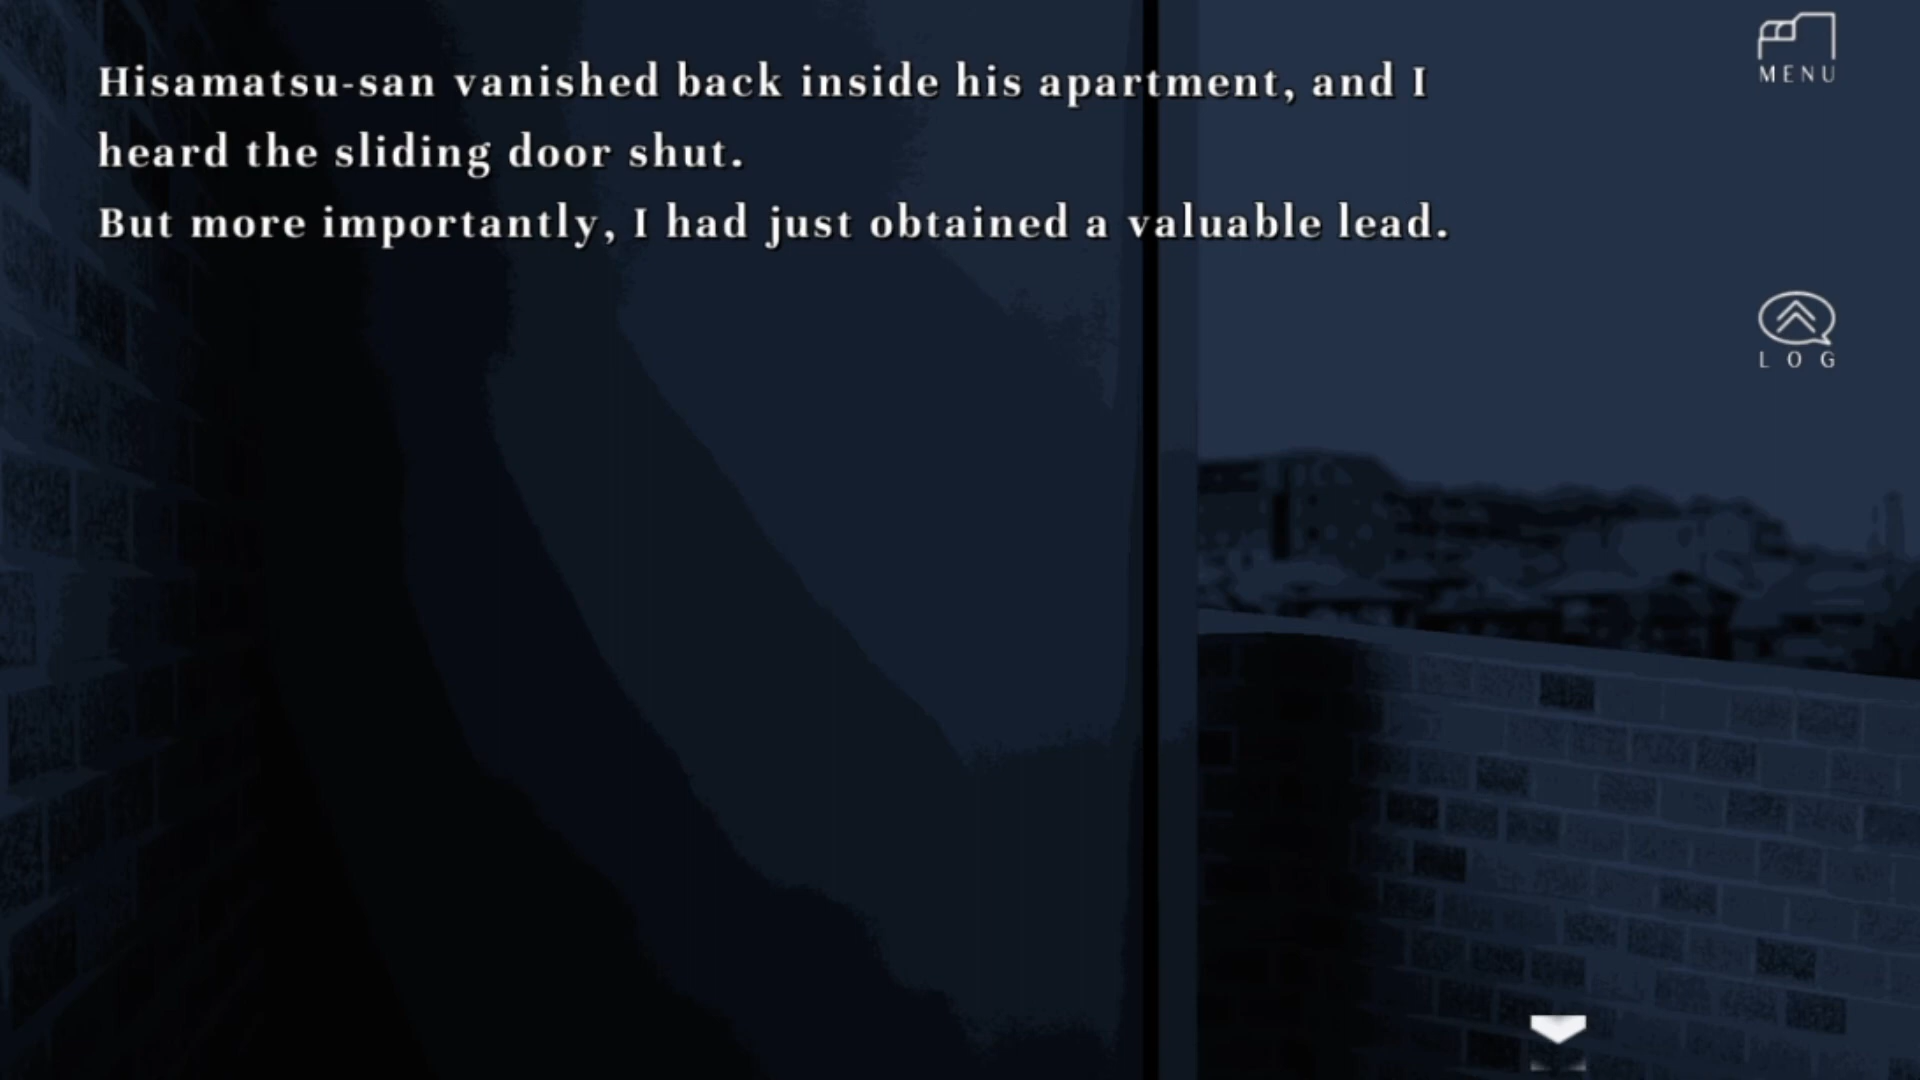 Hisamatsu-san vanished back inside his apartment, and I
heard the sliding door shut.
But more importantly, I had just obtained a valuable lead.
MENU
LOG